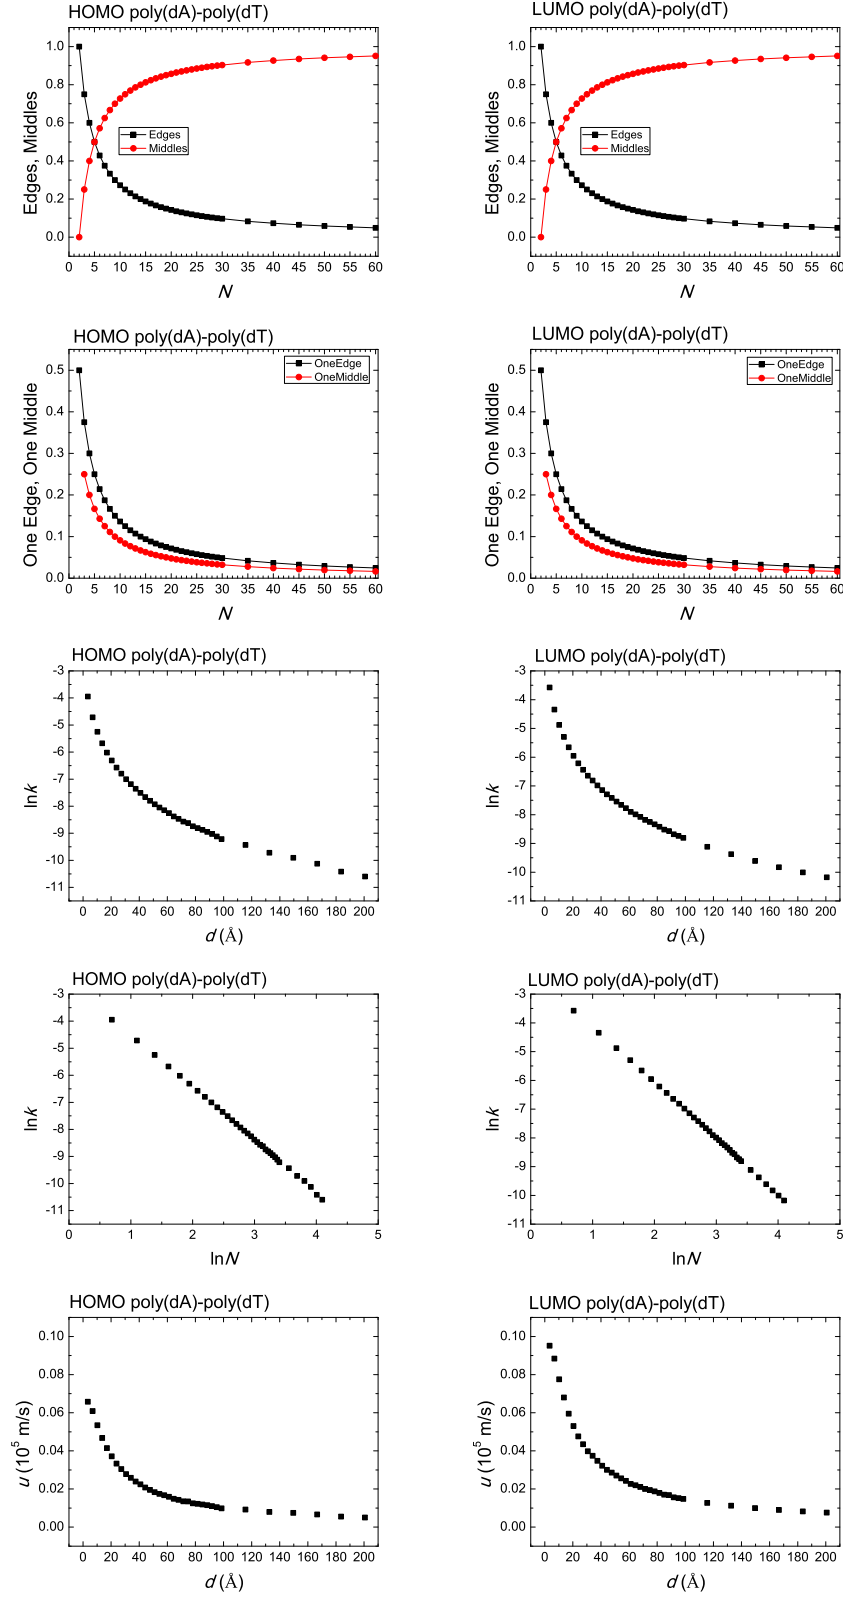 HOMO poly(dA)-poly(dT)
Edges, Middles
1.0
0.8
0.6
0.4
0.2
0.0
Edges
Middles
0 5 10 15 20 25 30 35 40 45 50 55 60
N
LUMO poly(dA)-poly(dT)
Edges, Middles
1.0
0.8
0.6
0.4
0.2
0.0
Edges
Middles
0 5 10 15 20 25 30 35 40 45 50 55 60
N
HOMO poly(dA)-poly(dT)
One Edge, One Middle
0.5
0.4
0.3
0.2
0.1
0.0
OneEdge
OneMiddle
0 5 10 15 20 25 30 35 40 45 50 55 60
N
LUMO poly(dA)-poly(dT)
One Edge, One Middle
0.5
0.4
0.3
0.2
0.1
0.0
OneEdge
OneMiddle
0 5 10 15 20 25 30 35 40 45 50 55 60
N
HOMO poly(dA)-poly(dT)
lnk
-3
-4
-5
-6
-7
-8
-9
-10
-11
0 20 40 60 80 100 120 140 160 180 200
d (Å)
LUMO poly(dA)-poly(dT)
lnk
-3
-4
-5
-6
-7
-8
-9
-10
-11
0 20 40 60 80 100 120 140 160 180 200
d (Å)
HOMO poly(dA)-poly(dT)
lnk
-3
-4
-5
-6
-7
-8
-9
-10
-11
0 1 2 3 4 5
lnN
LUMO poly(dA)-poly(dT)
lnk
-3
-4
-5
-6
-7
-8
-9
-10
-11
0 1 2 3 4 5
lnN
HOMO poly(dA)-poly(dT)
u (10⁵ m/s)
0.10
0.08
0.06
0.04
0.02
0.00
0 20 40 60 80 100 120 140 160 180 200
d (Å)
LUMO poly(dA)-poly(dT)
u (10⁵ m/s)
0.10
0.08
0.06
0.04
0.02
0.00
0 20 40 60 80 100 120 140 160 180 200
d (Å)